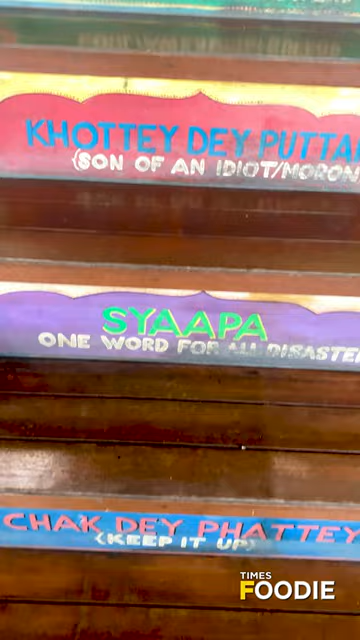 KHOTTEY DEY PUTTAR
(SON OF AN IDIOT/MORON
SYAAPA
ONE WORD FOR ALL DISASTER
CHAK DEY PHATTEY
(KEEP IT UP)
TIMES
FOODIE